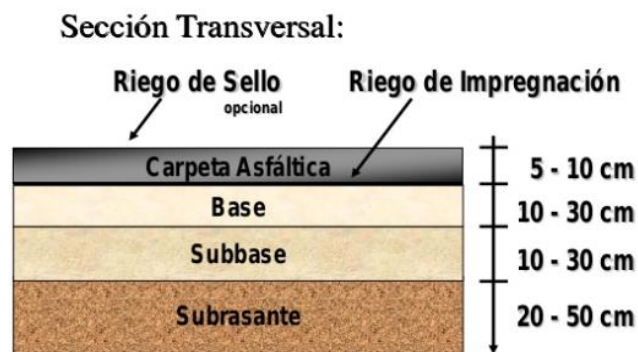 Sección Transversal:
Riego de Sello
opcional
Riego de Impregnación
Carpeta Asfáltica
5 - 10 cm
Base
10 - 30 cm
Subbase
10 - 30 cm
Subrasante
20 - 50 cm